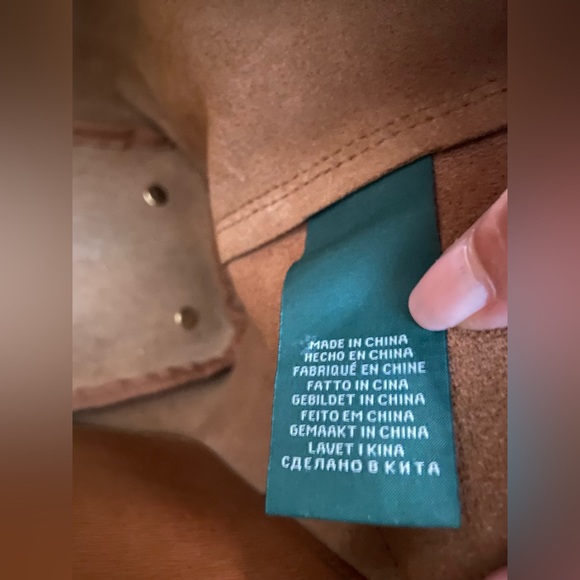 MADE IN CHINA
HECHO EN CHINA
FABRIQUÉ EN CHINE
FATTO IN CINA
GEBILDET IN CHINA
FEITO EM CHINA
GEMAAKT IN CHINA
LAVET I KINA
СДЕЛАНО В КИТА